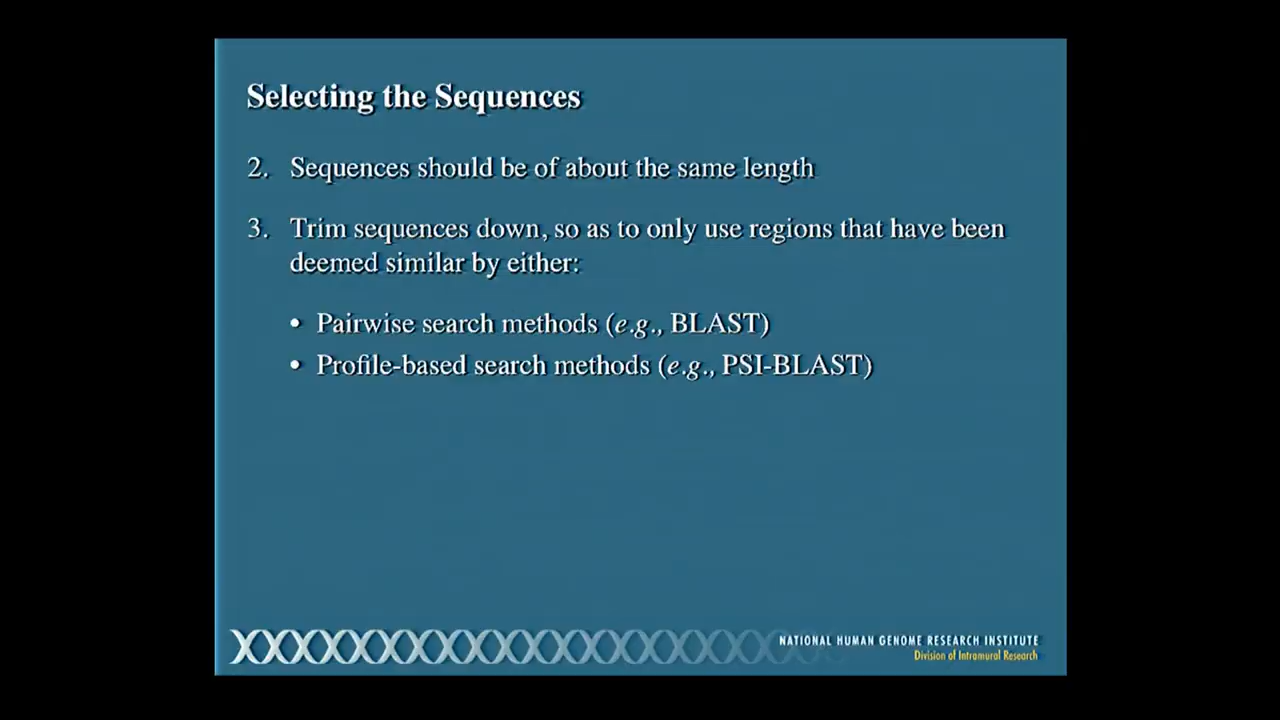 Selecting the Sequences
2. Sequences should be of about the same length
3. Trim sequences down, so as to only use regions that have been
deemed similar by either:
• Pairwise search methods (e.g., BLAST)
• Profile-based search methods (e.g., PSI-BLAST)
NATIONAL HUMAN GENOME RESEARCH INSTITUTE
Division of Intramural Research